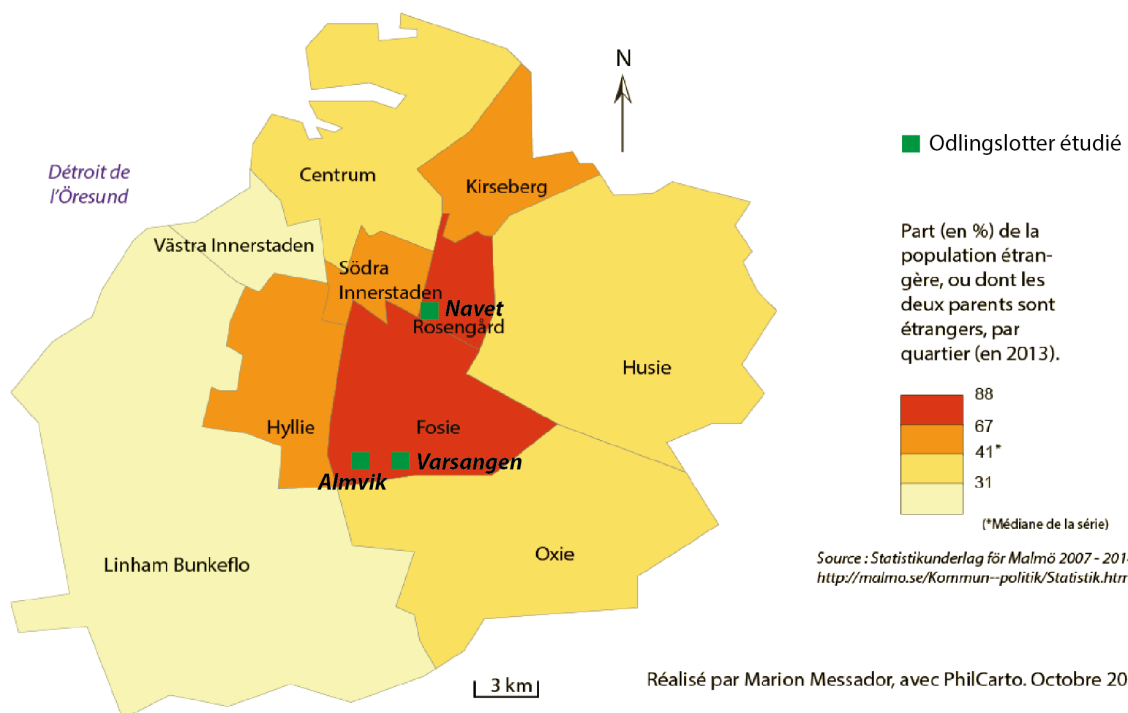 N
Odlingslotter étudié
Détroit de
l'Öresund
Centrum
Kirseberg
Västra Innerstaden
Södra
Innerstaden
Navet
Rosengård
Husie
Hyllie
Fosie
Varsangen
Almvik
Linham Bunkeflo
Oxie
Part (en %) de la
population étran-
gère, ou dont les
deux parents sont
étrangers, par
quartier (en 2013).
88
67
41*
31
(*Médiane de la série)
Source : Statistikunderlag för Malmö 2007 - 201
http://malmo.se/Kommun--politik/Statistik.htm
3 km
Réalisé par Marion Messador, avec PhilCarto. Octobre 20